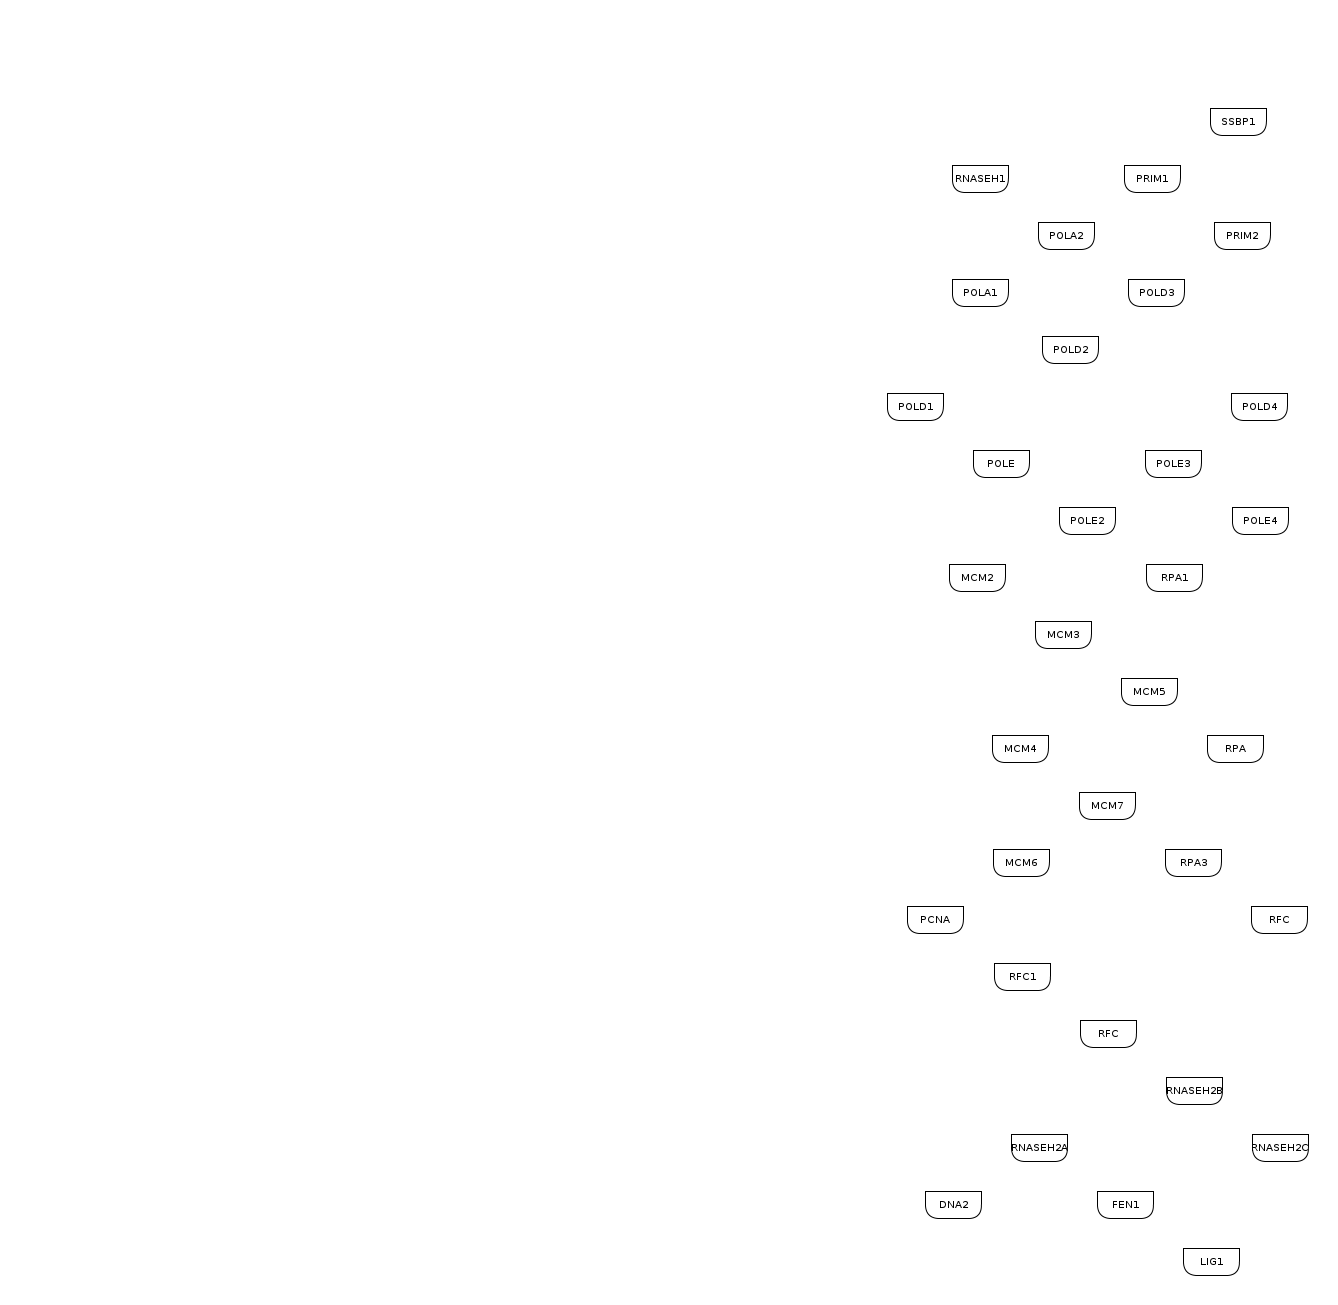 SSBP1
RNASEH1
PRIM1
POLA2
PRIM2
POLA1
POLD3
POLD2
POLD1
POLD4
POLE
POLE3
POLE2
POLE4
MCM2
RPA1
MCM3
MCM5
MCM4
RPA
MCM7
MCM6
RPA3
PCNA
RFC
RFC1
RFC
RNASEH2B
RNASEH2A
RNASEH2C
DNA2
FEN1
LIG1